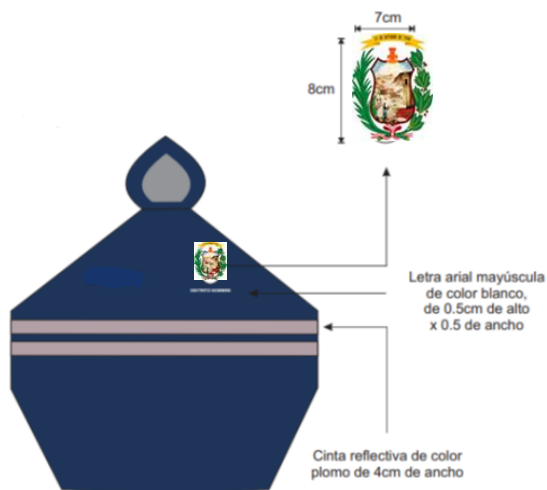 7cm
8cm
Letra arial mayúscula
de color blanco,
de 0.5cm de alto
x 0.5 de ancho
Cinta reflectiva de color
plomo de 4cm de ancho